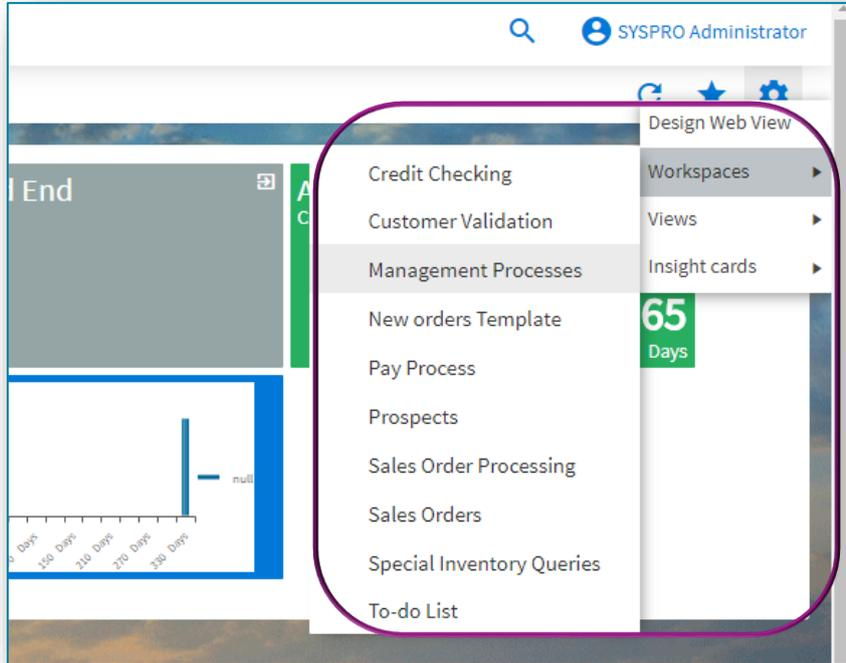 SYSPRO Administrator
Design Web View
Workspaces
Views
Insight cards
Credit Checking
Customer Validation
Management Processes
New orders Template
Pay Process
Prospects
Sales Order Processing
Sales Orders
Special Inventory Queries
To-do List
d End
A
C
65
Days
null
Days
150 Days
210 Days
270 Days
330 Days